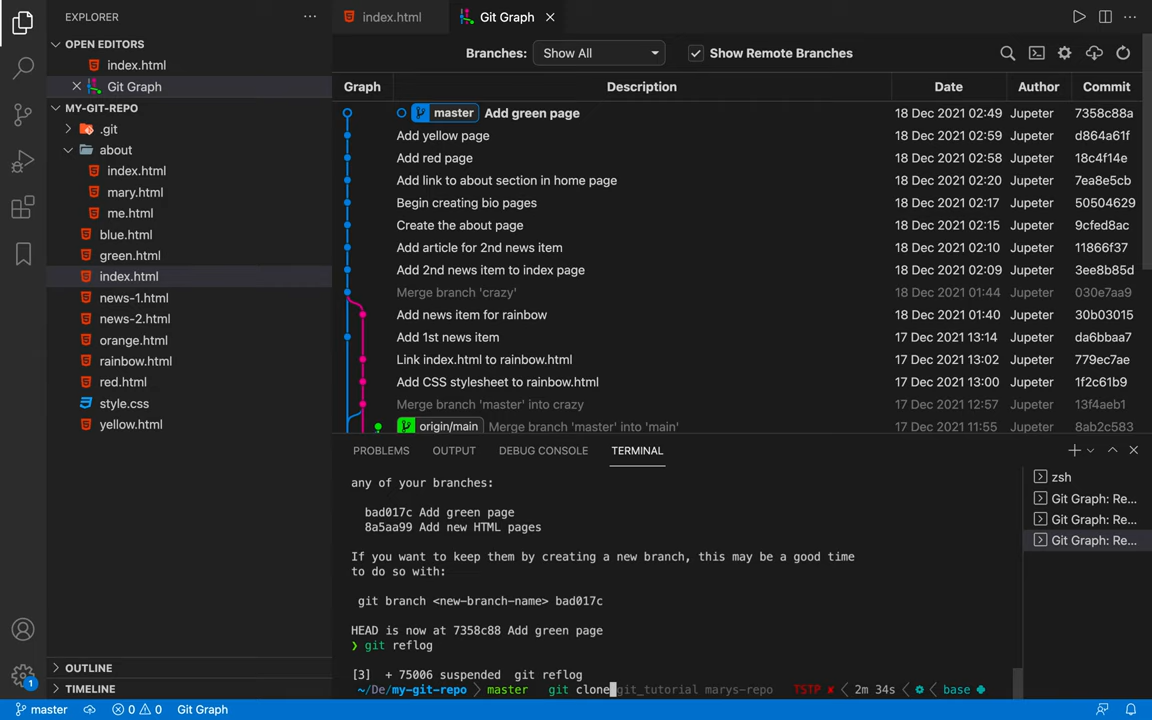 EXPLORER
OPEN EDITORS
index.html
Git Graph
MY-GIT-REPO
.git
about
index.html
mary.html
me.html
blue.html
green.html
index.html
news-1.html
news-2.html
orange.html
rainbow.html
red.html
style.css
yellow.html
OUTLINE
TIMELINE
index.html Git Graph
Branches: Show All Show Remote Branches
Graph Description Date Author Commit
master Add green page 18 Dec 2021 02:49 Jupeter 7358c88a
Add yellow page 18 Dec 2021 02:59 Jupeter d864a61f
Add red page 18 Dec 2021 02:58 Jupeter 18c4f14e
Add link to about section in home page 18 Dec 2021 02:20 Jupeter 7ea8e5cb
Begin creating bio pages 18 Dec 2021 02:17 Jupeter 50504629
Create the about page 18 Dec 2021 02:15 Jupeter 9cfed8ac
Add article for 2nd news item 18 Dec 2021 02:10 Jupeter 11866f37
Add 2nd news item to index page 18 Dec 2021 02:09 Jupeter 3ee8b85d
Merge branch 'crazy' 18 Dec 2021 01:44 Jupeter 030e7aa9
Add news item for rainbow 18 Dec 2021 01:40 Jupeter 30b03015
Add 1st news item 17 Dec 2021 13:14 Jupeter da6bbaa7
Link index.html to rainbow.html 17 Dec 2021 13:02 Jupeter 779ec7ae
Add CSS stylesheet to rainbow.html 17 Dec 2021 13:00 Jupeter 1f2c61b9
Merge branch 'master' into crazy 17 Dec 2021 12:57 Jupeter 13f4aeb1
origin/main Merge branch 'master' into 'main' 17 Dec 2021 11:55 Jupeter 8ab2c583
PROBLEMS OUTPUT DEBUG CONSOLE TERMINAL
any of your branches:
bad017c Add green page
8a5aa99 Add new HTML pages
If you want to keep them by creating a new branch, this may be a good time
to do so with:
git branch <new-branch-name> bad017c
HEAD is now at 7358c88 Add green page
❯ git reflog
[3] + 75006 suspended git reflog
~/De/my-git-repo master git clone git_tutorial marys-repo TSTP ✘ 2m 34s base
zsh
Git Graph: Re...
Git Graph: Re...
Git Graph: Re...
1
master 0 0 Git Graph